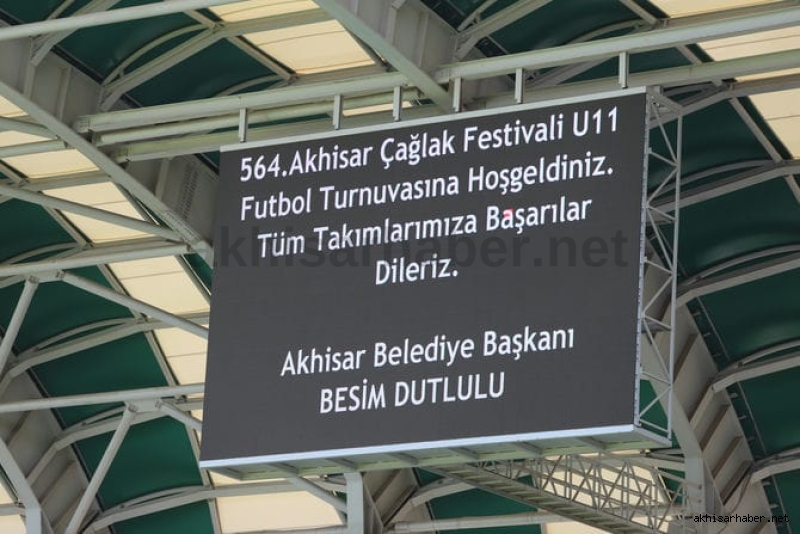 564.Akhisar Çağlak Festivali U11
Futbol Turnuvasına Hoşgeldiniz.
Tüm Takımlarımıza Başarılar
Dileriz.
akhisarhaber.net
Akhisar Belediye Başkanı
BESİM DUTLULU
akhisarhaber.net